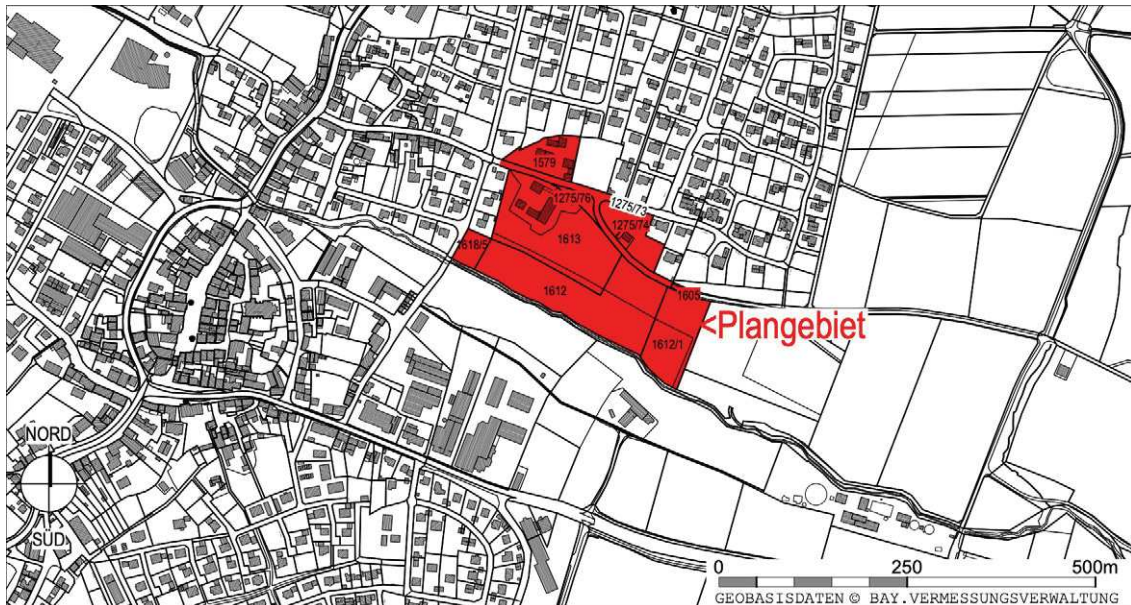 1579
1275/76
1275/73
1275/74
1618/5
1613
1612
1605
<Plangebiet
1612/1
NORD
SÜD
0 250 500m
GEOBASISDATEN © BAY.VERMESSUNGSVERWALTUNG